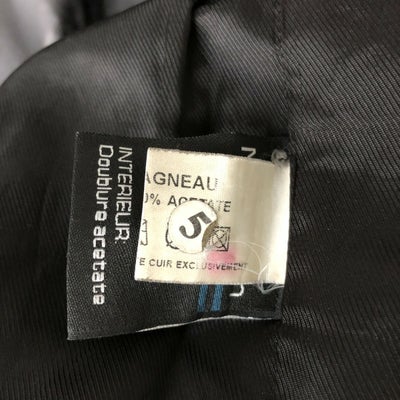 AGNEAU
0% ACETATE
5
E CUIR EXCLUSIVEMENT
INTERIEUR:
Doublure acetate